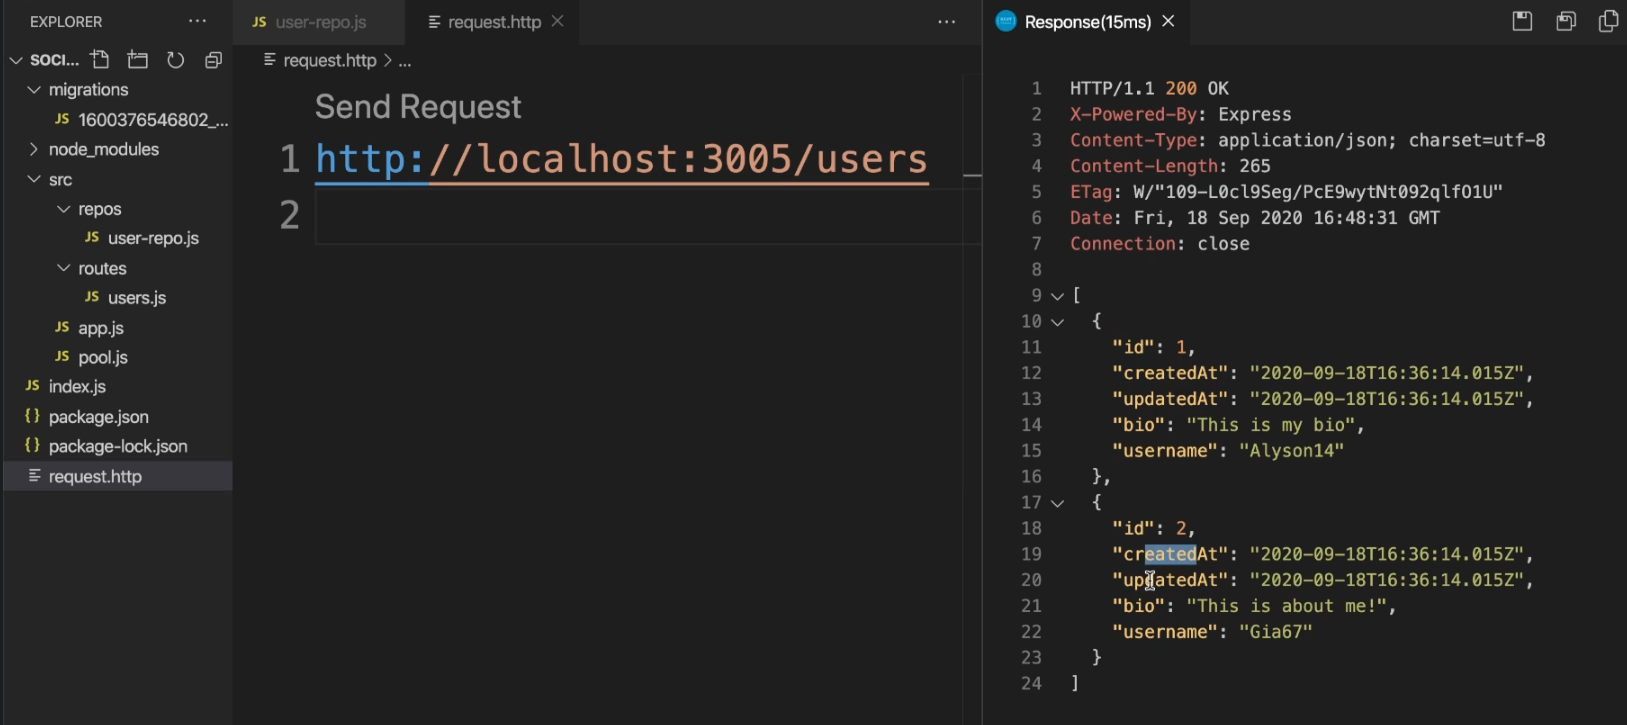 EXPLORER ...
SOCI...
migrations
JS 1600376546802_...
node_modules
src
repos
JS user-repo.js
routes
JS users.js
JS app.js
JS pool.js
JS index.js
{} package.json
{} package-lock.json
request.http
JS user-repo.js
request.http
...
request.http > ...
Send Request
1 http://localhost:3005/users
2
Response(15ms)
1 HTTP/1.1 200 OK
2 X-Powered-By: Express
3 Content-Type: application/json; charset=utf-8
4 Content-Length: 265
5 ETag: W/"109-L0cl9Seg/PcE9wytNt092qlfO1U"
6 Date: Fri, 18 Sep 2020 16:48:31 GMT
7 Connection: close
8
9 [
10 {
11 "id": 1,
12 "createdAt": "2020-09-18T16:36:14.015Z",
13 "updatedAt": "2020-09-18T16:36:14.015Z",
14 "bio": "This is my bio",
15 "username": "Alyson14"
16 },
17 {
18 "id": 2,
19 "createdAt": "2020-09-18T16:36:14.015Z",
20 "updatedAt": "2020-09-18T16:36:14.015Z",
21 "bio": "This is about me!",
22 "username": "Gia67"
23 }
24 ]